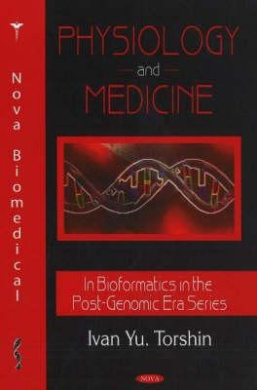 Nova Biomedical
PHYSIOLOGY
and
MEDICINE
In Bioformatics in the
Post-Genomic Era Series
Ivan Yu. Torshin
NOVA